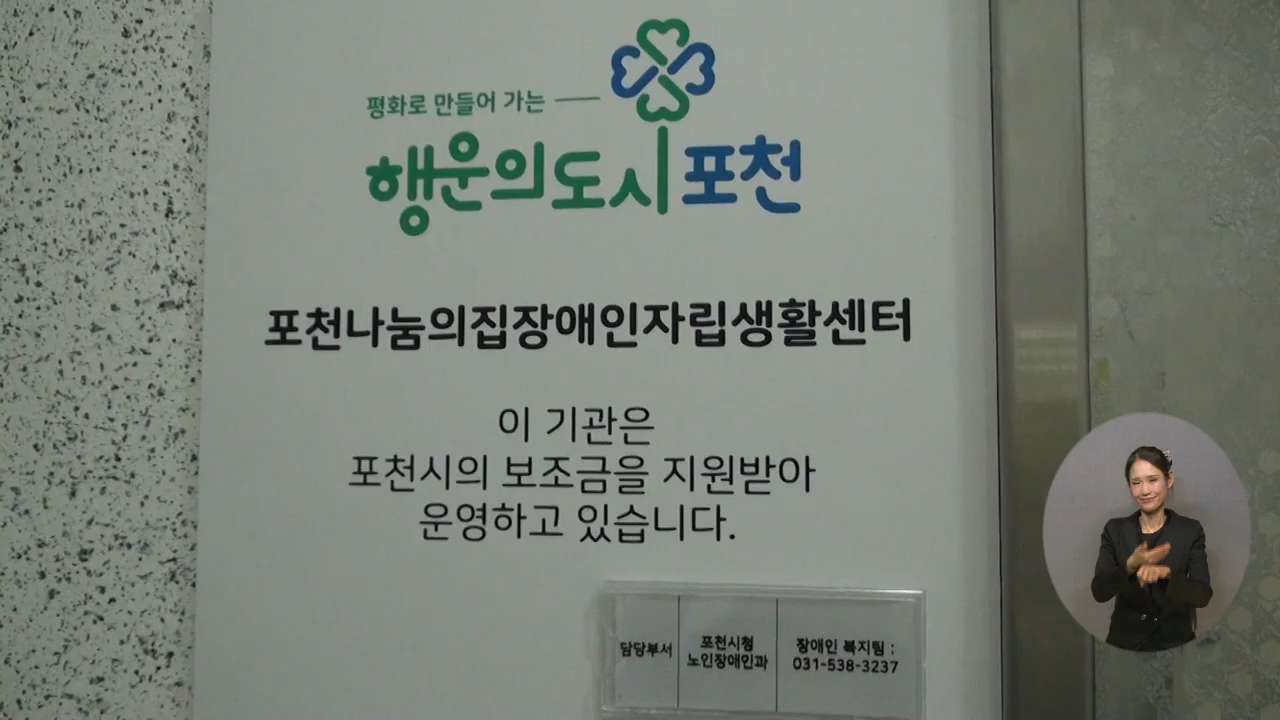 평화로 만들어 가는
행운의도시포천
포천나눔의집장애인자립생활센터
이 기관은
포천시의 보조금을 지원받아
운영하고 있습니다.
담당부서
포천시청
노인장애인과
장애인 복지팀 :
031-538-3237